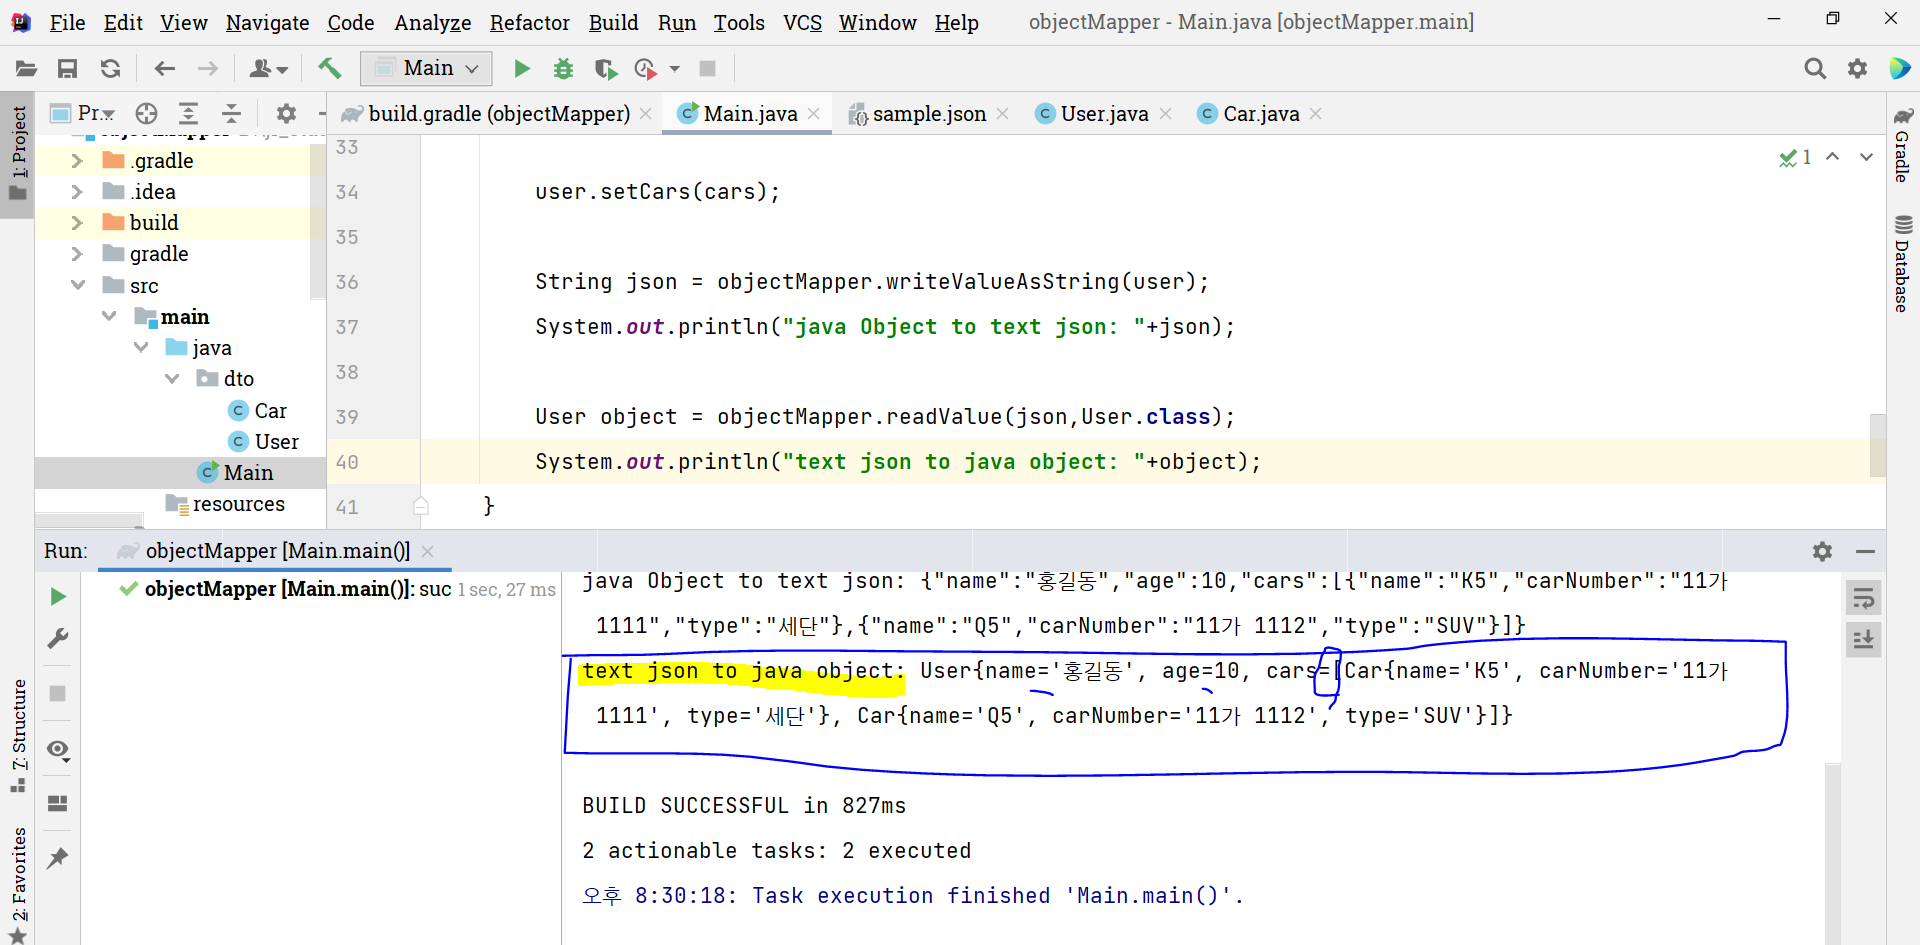 File Edit View Navigate Code Analyze Refactor Build Run Tools VCS Window Help objectMapper - Main.java [objectMapper.main]
Main
1: Project
Pr
build.gradle (objectMapper)
Main.java
sample.json
User.java
Car.java
.gradle
.idea
build
gradle
src
main
java
dto
Car
User
Main
resources
33
34 user.setCars(cars);
35
36 String json = objectMapper.writeValueAsString(user);
37 System.out.println("java Object to text json: "+json);
38
39 User object = objectMapper.readValue(json,User.class);
40 System.out.println("text json to java object: "+object);
41 }
1
Gradle
Database
Run: objectMapper [Main.main()]
objectMapper [Main.main()]: suc 1 sec, 27 ms
java Object to text json: {"name":"홍길동","age":10,"cars":[{"name":"K5","carNumber":"11가
1111","type":"세단"},{"name":"Q5","carNumber":"11가 1112","type":"SUV"}]}
text json to java object: User{name='홍길동', age=10, cars=[Car{name='K5', carNumber='11가
1111', type='세단'}, Car{name='Q5', carNumber='11가 1112', type='SUV'}]}
BUILD SUCCESSFUL in 827ms
2 actionable tasks: 2 executed
오후 8:30:18: Task execution finished 'Main.main()'.
7: Structure
2: Favorites